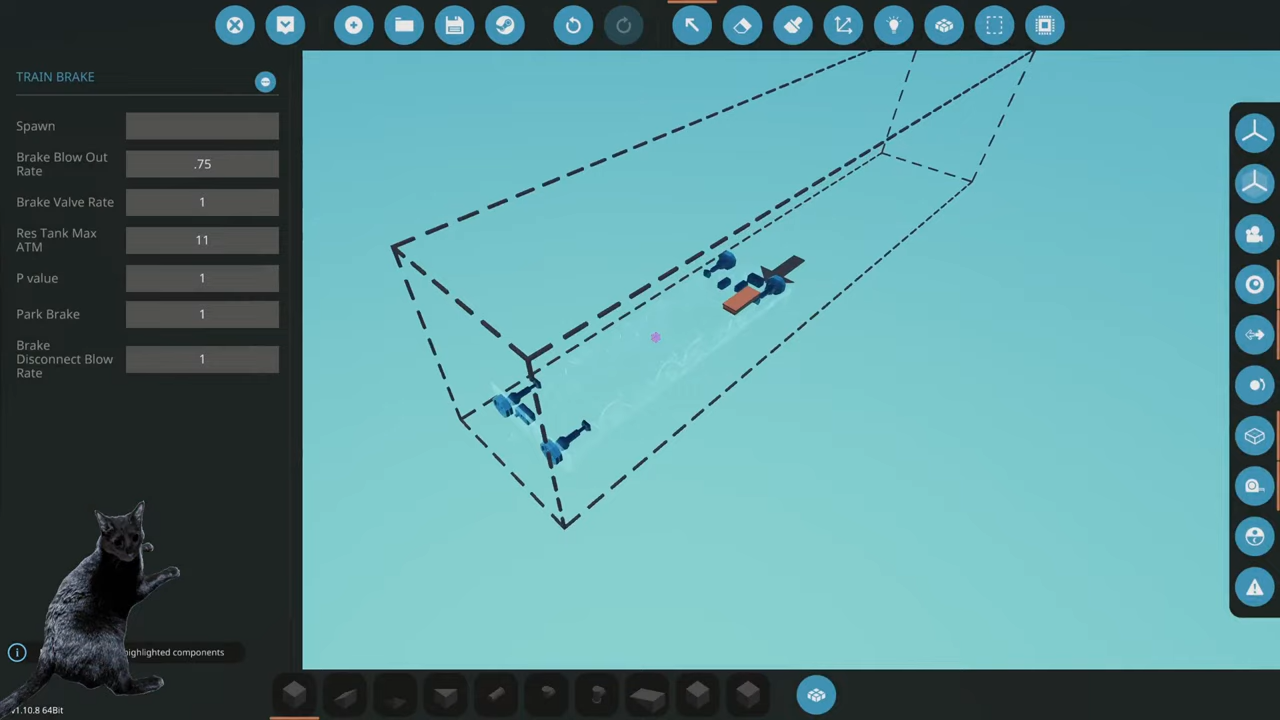 TRAIN BRAKE
Spawn
Brake Blow Out
Rate
.75
Brake Valve Rate
1
Res Tank Max
ATM
11
P value
1
Park Brake
1
Brake
Disconnect Blow
Rate
1
highlighted components
v1.10.8 64Bit